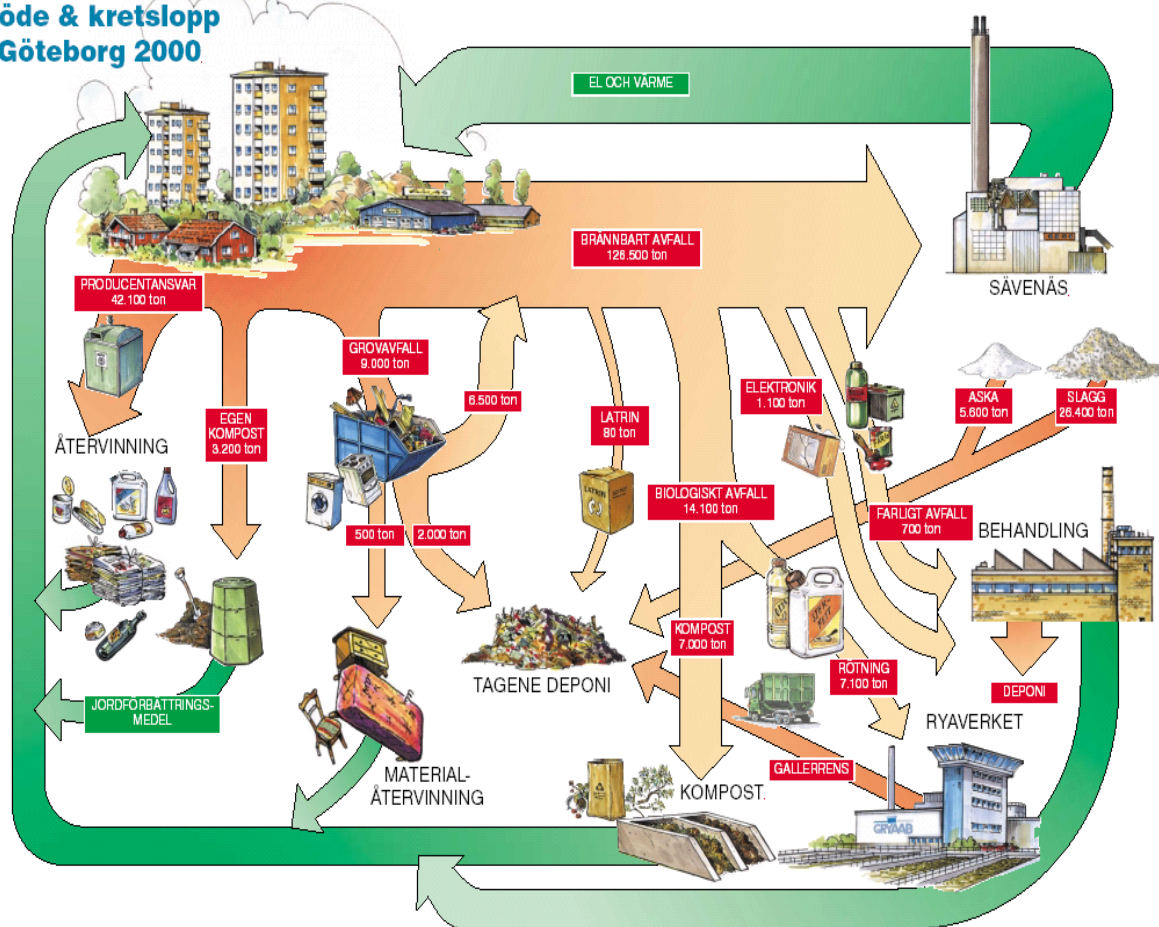 öde & kretslopp
Göteborg 2000
EL OCH VÄRME
BRÄNNBART AVFALL
126.500 ton
SÄVENÄS
PRODUCENTANSVAR
42.100 ton
GROVAVFALL
9.000 ton
6.500 ton
EGEN
KOMPOST
3.200 ton
LATRIN
80 ton
ELEKTRONIK
1.100 ton
ASKA
5.600 ton
SLAGG
26.400 ton
ÅTERVINNING
LATRIN
BIOLOGISKT AVFALL
14.100 ton
FARLIGT AVFALL
700 ton
BEHANDLING
500 ton
2.000 ton
KOMPOST
7.000 ton
RÖTNING
7.100 ton
TAGENE DEPONI
DEPONI
JORDFÖRBÄTTRINGS-
MEDEL
RYAVERKET
GALLERRENS
MATERIAL-
ÅTERVINNING
KOMPOST.
GRYAAB